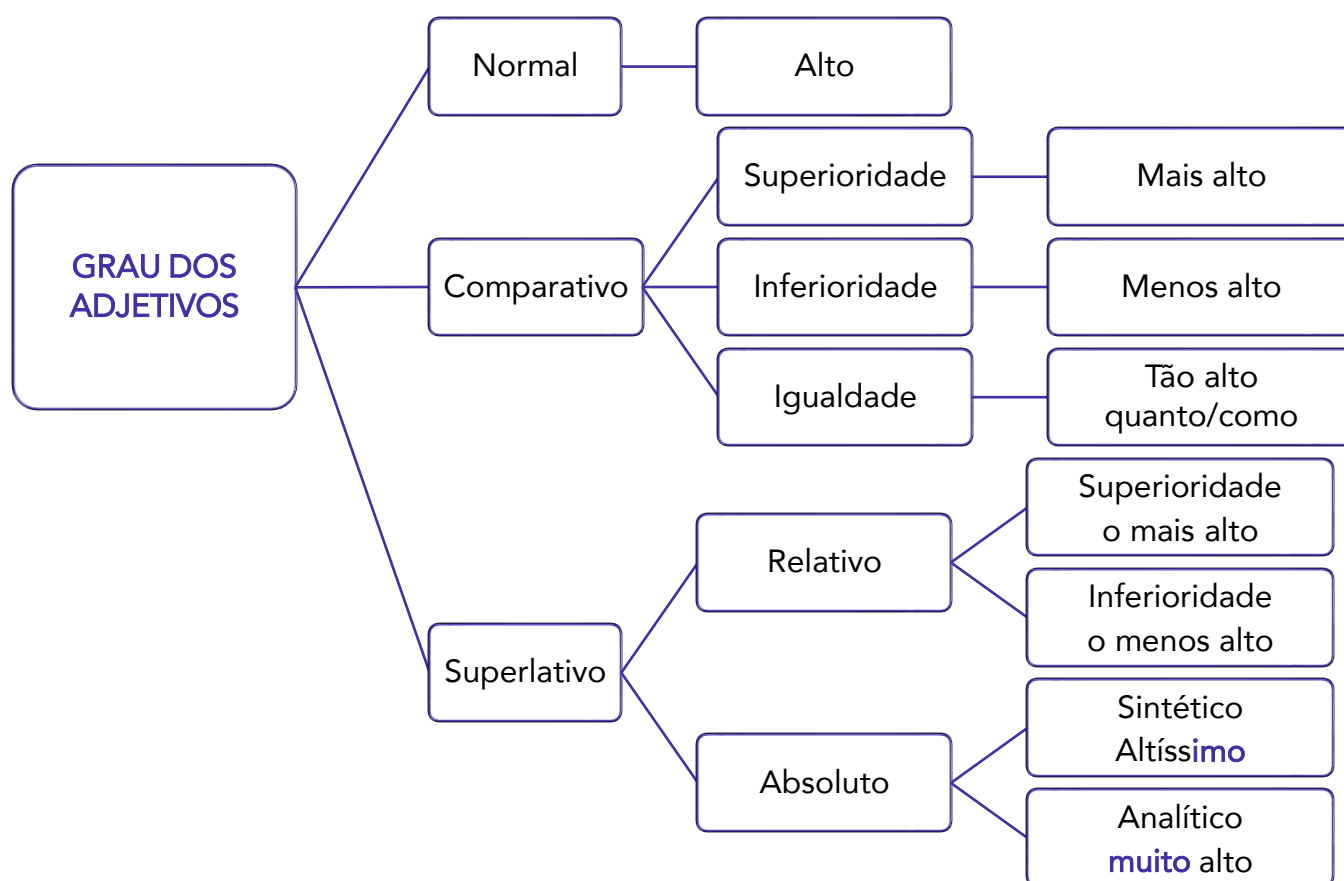 GRAU DOS
ADJETIVOS
Normal
Alto
Comparativo
Superioridade
Mais alto
Inferioridade
Menos alto
Igualdade
Tão alto
quanto/como
Superlativo
Relativo
Superioridade
o mais alto
Inferioridade
o menos alto
Absoluto
Sintético
Altíssimo
Analítico
muito alto